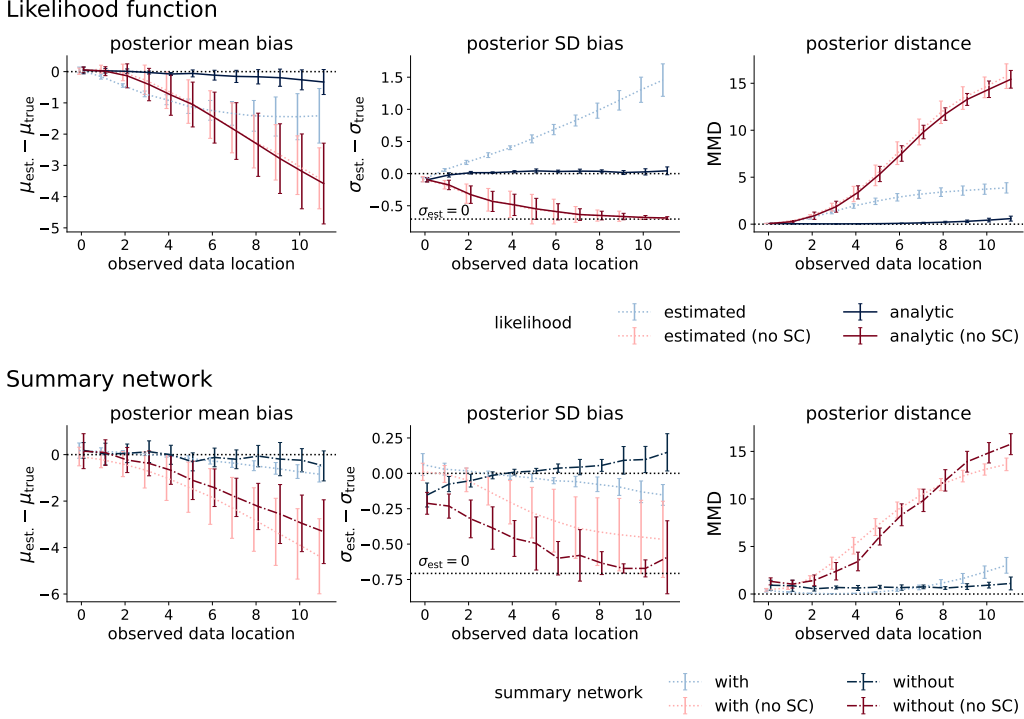 Likelihood function
posterior mean bias
posterior SD bias
posterior distance
μest. − μtrue
0
−1
−2
−3
−4
−5
0 2 4 6 8 10
observed data location
σest. − σtrue
1.5
1.0
0.5
0.0
−0.5
σest = 0
0 2 4 6 8 10
observed data location
MMD
15
10
5
0
0 2 4 6 8 10
observed data location
likelihood
estimated
estimated (no SC)
analytic
analytic (no SC)
Summary network
posterior mean bias
posterior SD bias
posterior distance
μest. − μtrue
0
−2
−4
−6
0 2 4 6 8 10
observed data location
σest. − σtrue
0.25
0.00
−0.25
−0.50
−0.75
σest = 0
0 2 4 6 8 10
observed data location
MMD
15
10
5
0
0 2 4 6 8 10
observed data location
summary network
with
with (no SC)
without
without (no SC)